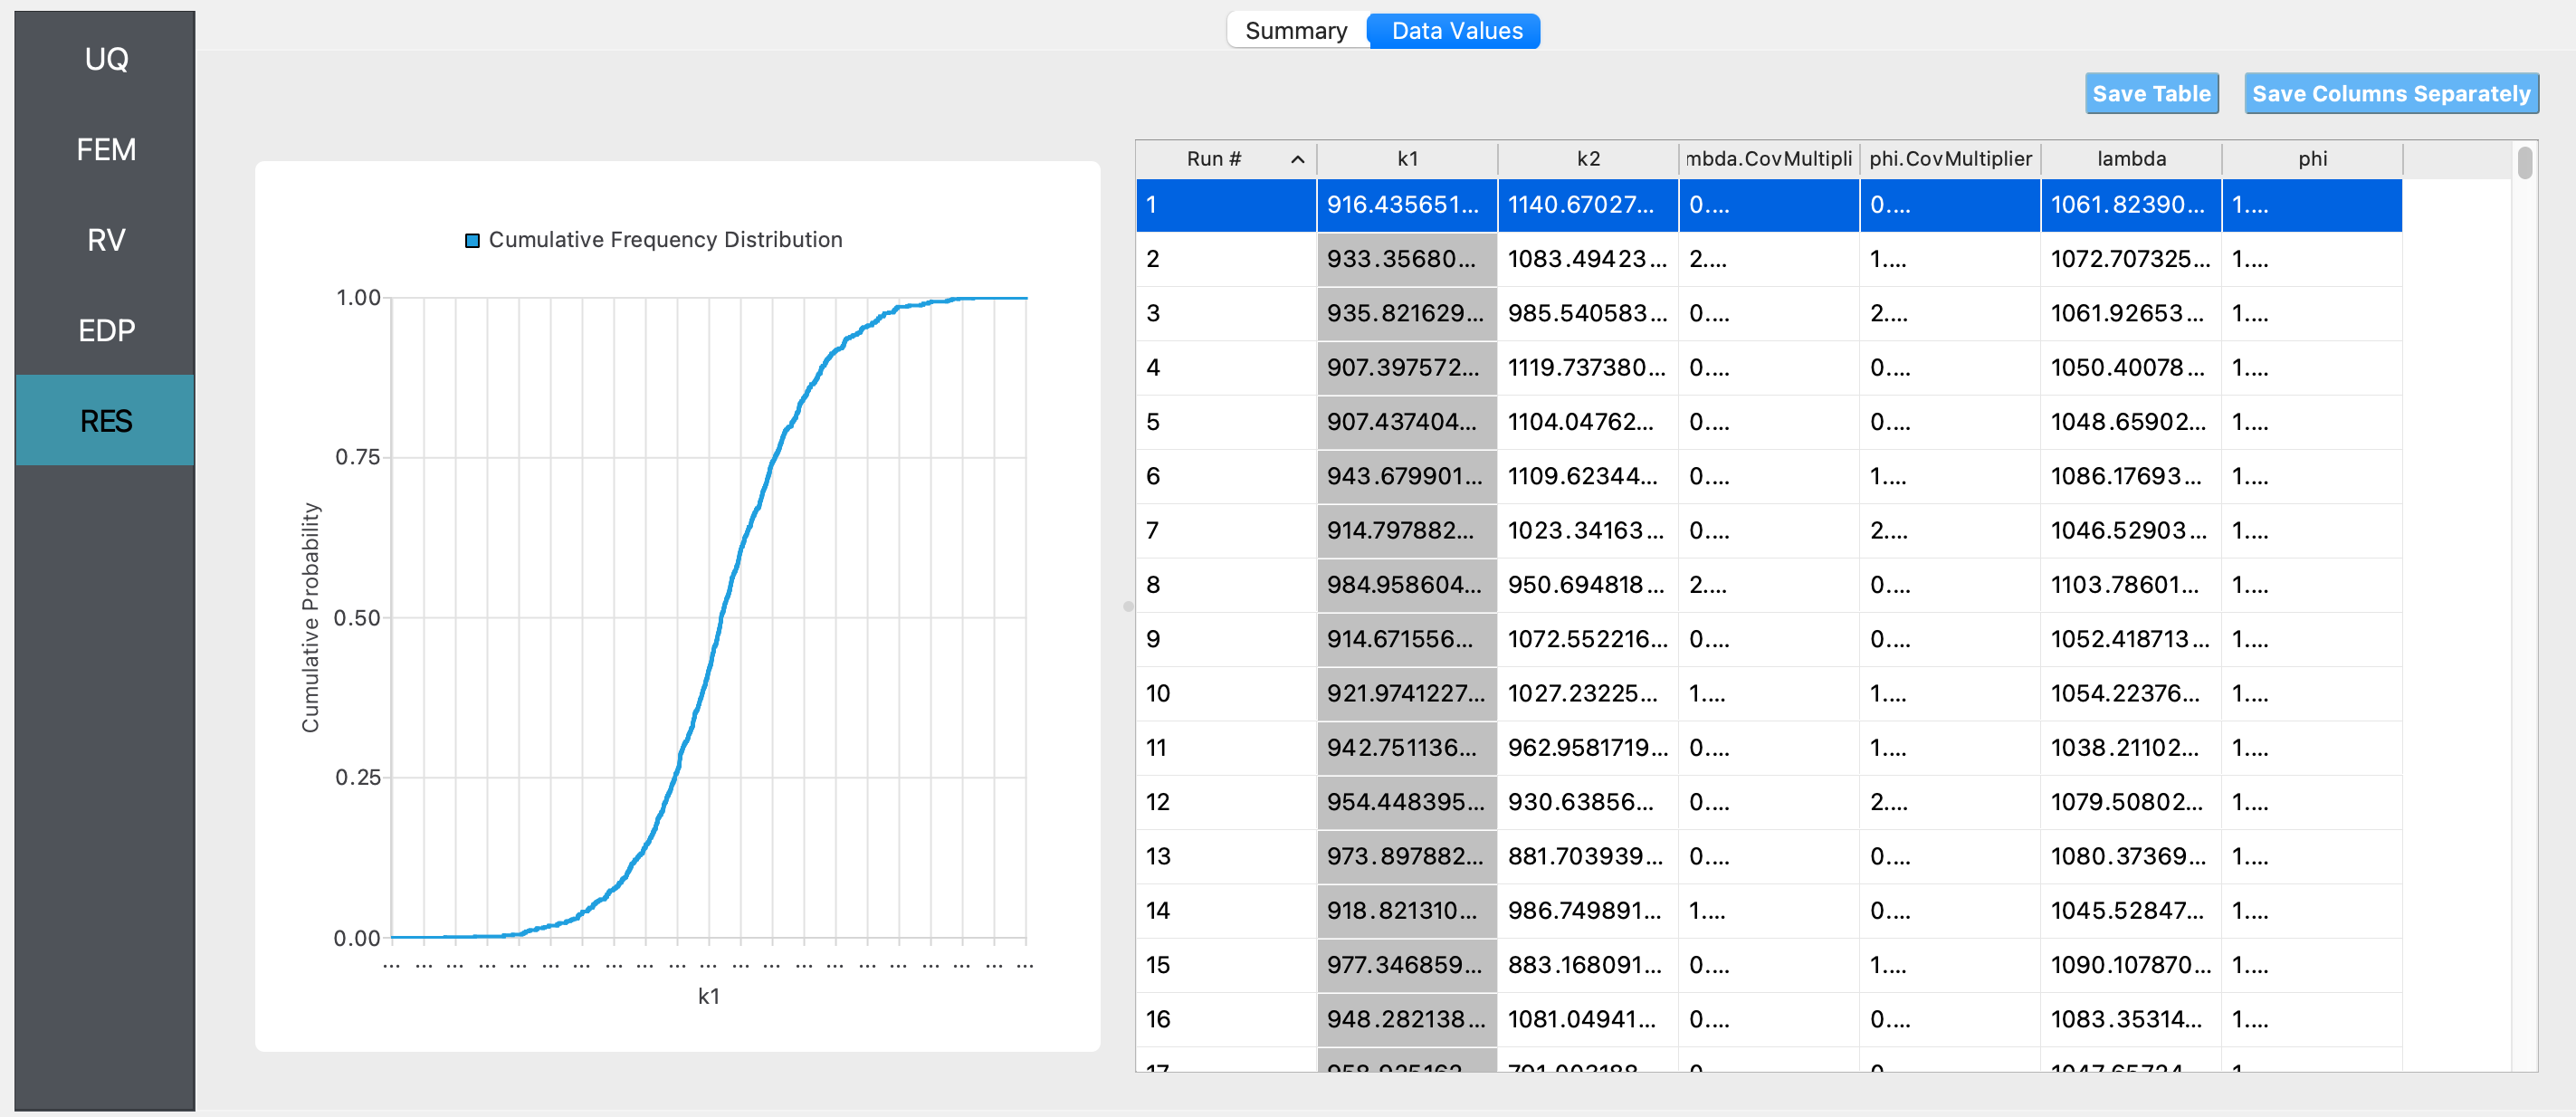 Summary Data Values
UQ
FEM
RV
EDP
RES
Save Table Save Columns Separately
Cumulative Frequency Distribution
1.00
0.75
0.50
0.25
0.00
Cumulative Probability
... ... ... ... ... ... ... ... ... ... ... ... ... ... ... ... ... ... ... ... ...
k1
Run # k1 k2 mbda.CovMultipli phi.CovMultiplier lambda phi
1 916.435651... 1140.67027... 0.... 0.... 1061.82390... 1....
2 933.35680... 1083.49423... 2.... 1.... 1072.707325... 1....
3 935.821629... 985.540583... 0.... 2.... 1061.92653... 1....
4 907.397572... 1119.737380... 0.... 0.... 1050.40078... 1....
5 907.437404... 1104.04762... 0.... 0.... 1048.65902... 1....
6 943.679901... 1109.62344... 0.... 1.... 1086.17693... 1....
7 914.797882... 1023.34163... 0.... 2.... 1046.52903... 1....
8 984.958604... 950.694818... 2.... 0.... 1103.78601... 1....
9 914.671556... 1072.552216... 0.... 0.... 1052.418713... 1....
10 921.9741227... 1027.23225... 1.... 1.... 1054.22376... 1....
11 942.751136... 962.9581719... 0.... 1.... 1038.21102... 1....
12 954.448395... 930.63856... 0.... 2.... 1079.50802... 1....
13 973.897882... 881.703939... 0.... 0.... 1080.37369... 1....
14 918.821310... 986.749891... 1.... 0.... 1045.52847... 1....
15 977.346859... 883.168091... 0.... 1.... 1090.107870... 1....
16 948.282138... 1081.04941... 0.... 0.... 1083.35314... 1....
17